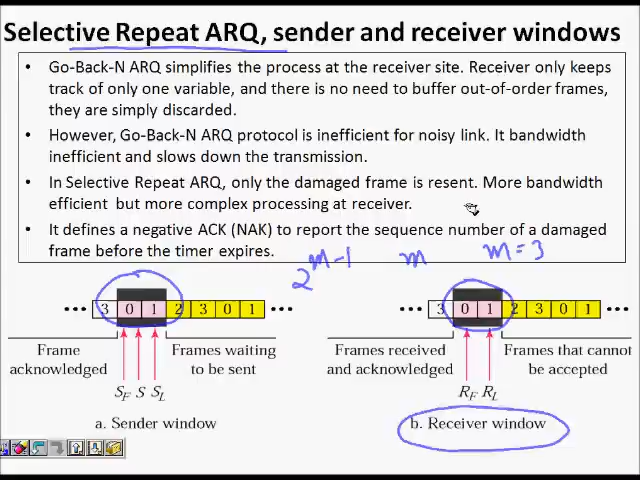 Selective Repeat ARQ, sender and receiver windows
• Go-Back-N ARQ simplifies the process at the receiver site. Receiver only keeps
track of only one variable, and there is no need to buffer out-of-order frames,
they are simply discarded.
• However, Go-Back-N ARQ protocol is inefficient for noisy link. It bandwidth
inefficient and slows down the transmission.
• In Selective Repeat ARQ, only the damaged frame is resent. More bandwidth
efficient but more complex processing at receiver.
• It defines a negative ACK (NAK) to report the sequence number of a damaged
frame before the timer expires.
2^m-1 m m=3
••• 3 0 1 2 3 0 1 ••• ••• 3 0 1 2 3 0 1 •••
Frame Frames waiting Frames received Frames that cannot
acknowledged to be sent and acknowledged be accepted
SF S SL RF RL
a. Sender window b. Receiver window